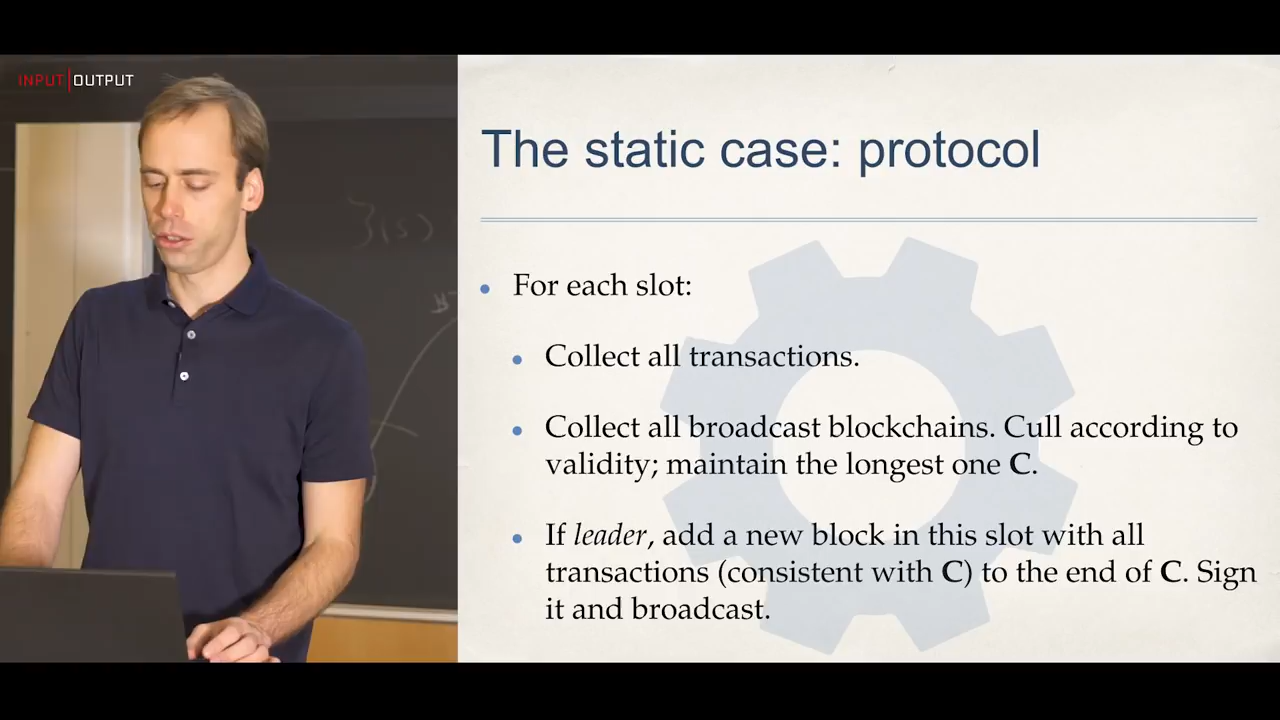 INPUT|OUTPUT
The static case: protocol
For each slot:
Collect all transactions.
Collect all broadcast blockchains. Cull according to
validity; maintain the longest one C.
If leader, add a new block in this slot with all
transactions (consistent with C) to the end of C. Sign
it and broadcast.